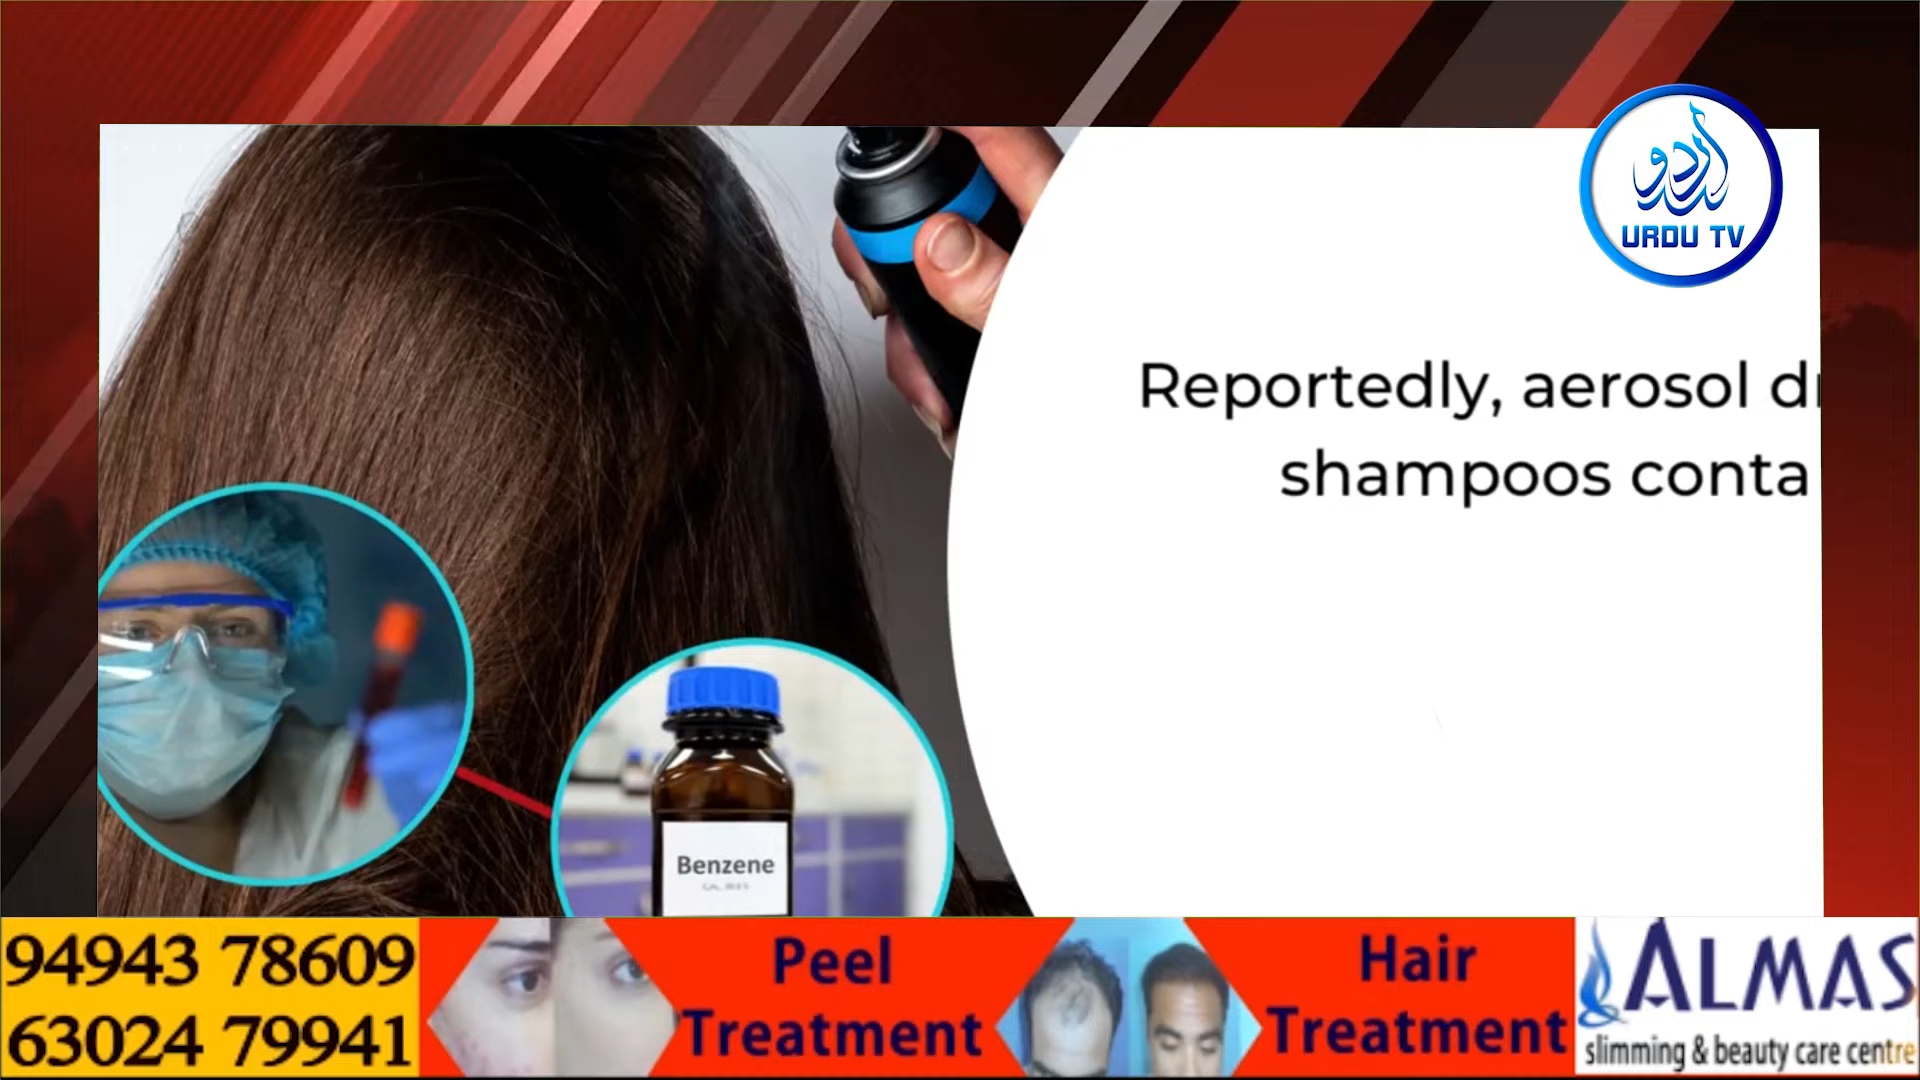 اردو
URDU TV
Reportedly, aerosol
shampoos conta
Benzene
94943 78609
63024 79941
Peel
Treatment
Hair
Treatment
ALMAS
slimming & beauty care centre